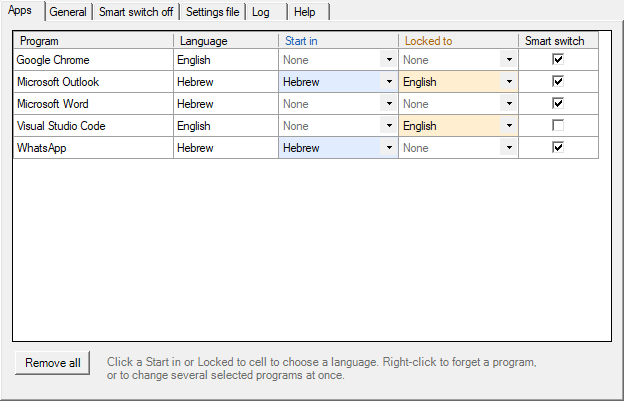 Apps General Smart switch off Settings file Log Help
Program Language Start in Locked to Smart switch
Google Chrome English None None
Microsoft Outlook Hebrew Hebrew English
Microsoft Word Hebrew None None
Visual Studio Code English None English
WhatsApp Hebrew Hebrew None
Remove all
Click a Start in or Locked to cell to choose a language. Right-click to forget a program,
or to change several selected programs at once.